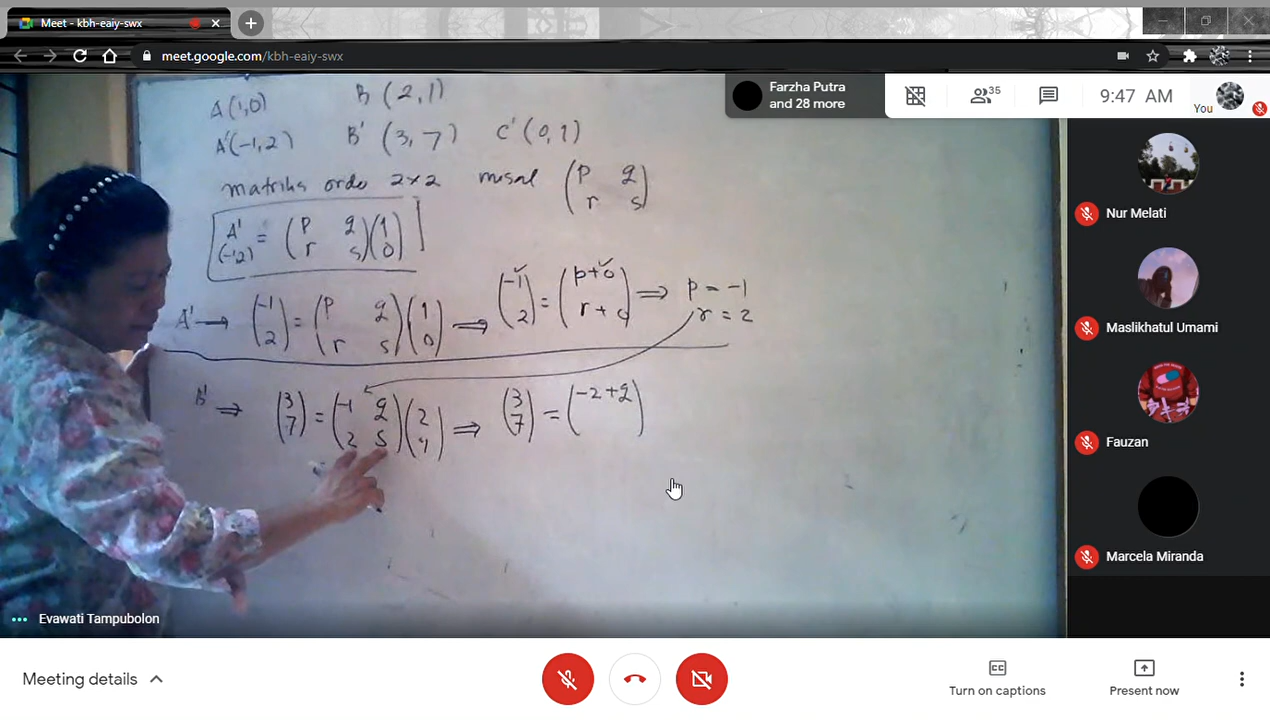 Meet - kbh-eaiy-swx
meet.google.com/kbh-eaiy-swx
Farzha Putra
and 28 more
35
9:47 AM
You
A(1,0) B(2,1)
A'(-1,2) B'(3,7) C'(0,1)
matriks ordo 2×2 misal (p q
r s)
A' = (p q)(1)
(-1,2) (r s)(0)
A' → (-1) = (p q)(1) ⇒ (-1) = (p+0) ⇒ p = -1
(2) (r s)(0) (2) (r+0) r = 2
B' ⇒ (3) = (-1 q)(2) ⇒ (3) = (-2+q)
(7) (2 s)(1) (7)
Nur Melati
Maslikhatul Umami
Fauzan
Marcela Miranda
Evawati Tampubolon
Meeting details
Turn on captions
Present now